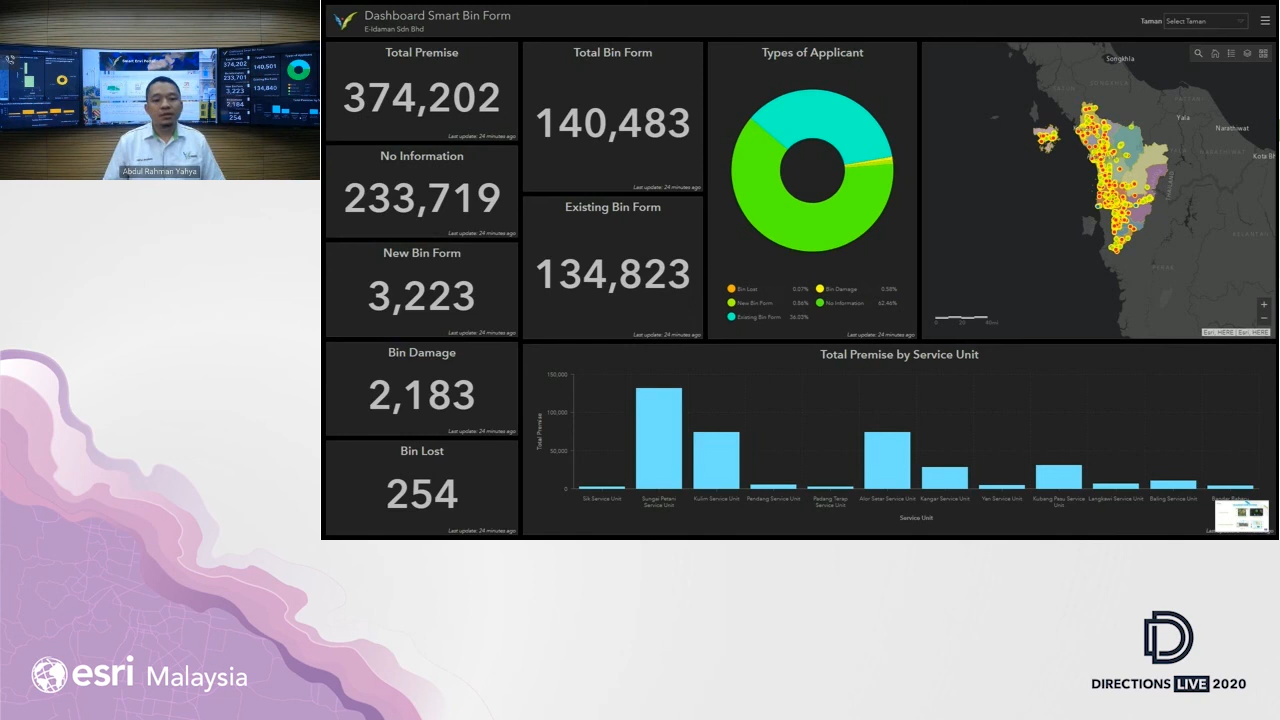 Abdul Rahman Yahya
Dashboard Smart Bin Form
E-Idaman Sdn Bhd
Taman
Select Taman
Total Premise
374,202
Last update: 24 minutes ago
No Information
233,719
Last update: 24 minutes ago
New Bin Form
3,223
Last update: 24 minutes ago
Bin Damage
2,183
Last update: 24 minutes ago
Bin Lost
254
Last update: 24 minutes ago
Total Bin Form
140,483
Last update: 24 minutes ago
Existing Bin Form
134,823
Last update: 24 minutes ago
Types of Applicant
Bin Lost 0.07%
Bin Damage 0.58%
New Bin Form 0.86%
No Information 62.46%
Existing Bin Form 36.03%
Last update: 24 minutes ago
Songkhla
Yala
Narathiwat
Kota Bh
PERAK
0 20 40mi
Esri, HERE | Esri, HERE
Total Premise by Service Unit
Total Premise
150,000
100,000
50,000
0
Sik Service Unit
Sungai Petani Service Unit
Kulim Service Unit
Pendang Service Unit
Padang Terap Service Unit
Alor Setar Service Unit
Kangar Service Unit
Yan Service Unit
Kubang Pasu Service Unit
Langkawi Service Unit
Baling Service Unit
Service Unit
esri Malaysia
DIRECTIONS LIVE 2020